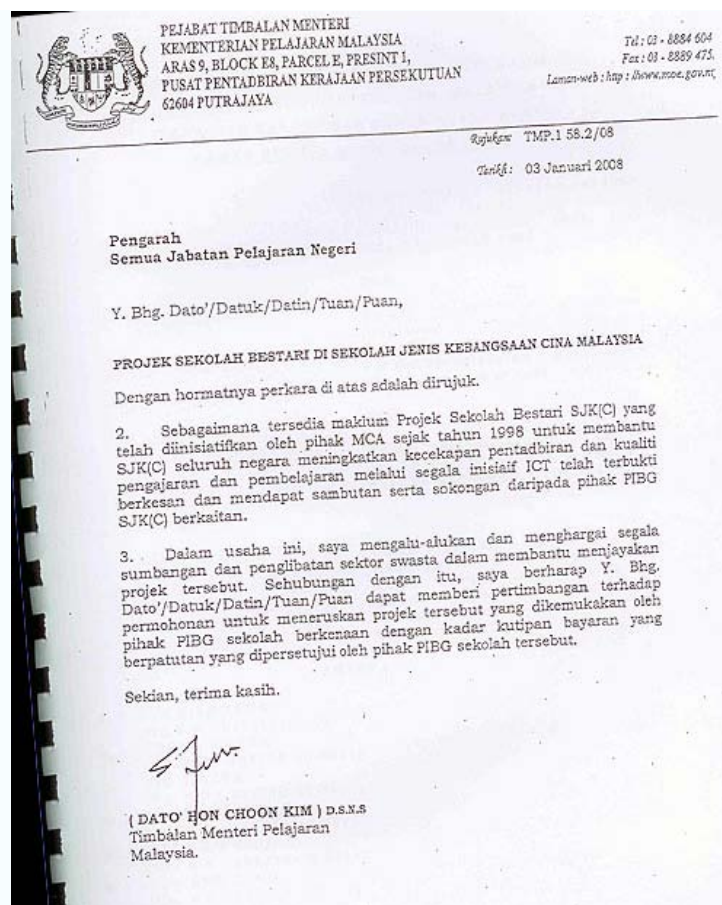 PEJABAT TIMBALAN MENTERI
KEMENTERIAN PELAJARAN MALAYSIA
ARAS 9, BLOCK E8, PARCEL E, PRESINT 1,
PUSAT PENTADBIRAN KERAJAAN PERSEKUTUAN
62604 PUTRAJAYA
Tel : 03 - 8884 604
Fax : 03 - 8889 475
Laman-web : http : //www.moe.gov.m
Rujukan: TMP.1 58.2/08
Tarikh : 03 Januari 2008
Pengarah
Semua Jabatan Pelajaran Negeri
Y. Bhg. Dato'/Datuk/Datin/Tuan/Puan,
PROJEK SEKOLAH BESTARI DI SEKOLAH JENIS KEBANGSAAN CINA MALAYSIA
Dengan hormatnya perkara di atas adalah dirujuk.
2. Sebagaimana tersedia maklum Projek Sekolah Bestari SJK(C) yang
telah diinisiatifkan oleh pihak MCA sejak tahun 1998 untuk membantu
SJK(C) seluruh negara meningkatkan kecekapan pentadbiran dan kualiti
pengajaran dan pembelajaran melalui segala inisiaif ICT telah terbukti
berkesan dan mendapat sambutan serta sokongan daripada pihak PIBG
SJK(C) berkaitan.
3. Dalam usaha ini, saya mengalu-alukan dan menghargai segala
sumbangan dan penglibatan sektor swasta dalam membantu menjayakan
projek tersebut. Sehubungan dengan itu, saya berharap Y. Bhg.
Dato'/Datuk/Datin/Tuan/Puan dapat memberi pertimbangan terhadap
permohonan untuk meneruskan projek tersebut yang dikemukakan oleh
pihak PIBG sekolah berkenaan dengan kadar kutipan bayaran yang
berpatutan yang dipersetujui oleh pihak PIBG sekolah tersebut.
Sekian, terima kasih.
( DATO' HON CHOON KIM ) D.S.N.S
Timbalan Menteri Pelajaran
Malaysia.